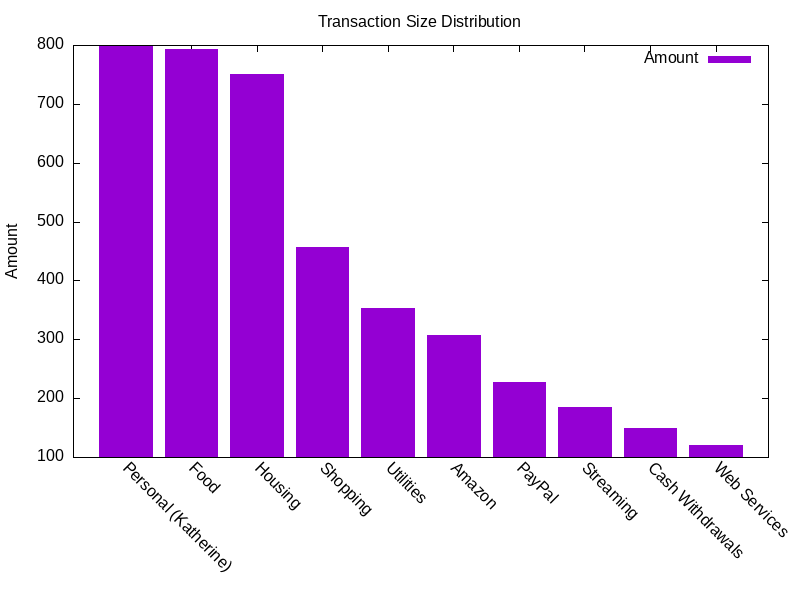 Transaction Size Distribution
Amount
800
700
600
500
400
300
200
100
Amount
Personal (Katherine)
Food
Housing
Shopping
Utilities
Amazon
PayPal
Streaming
Cash Withdrawals
Web Services